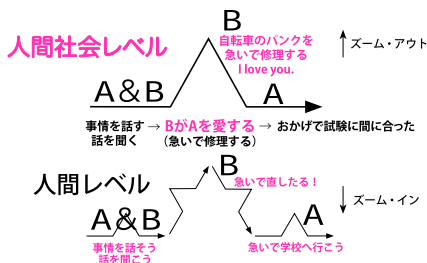 B
人間社会レベル
自転車のパンクを
急いで修理する
I love you.
ズーム・アウト
A&B
A
事情を話す → BがAを愛する → おかげで試験に間に合った
話を聞く
(急いで修理する)
人間レベル
B
急いで直したる！
ズーム・イン
A&B
A
事情を話そう
話を聞こう
急いで学校へ行こう